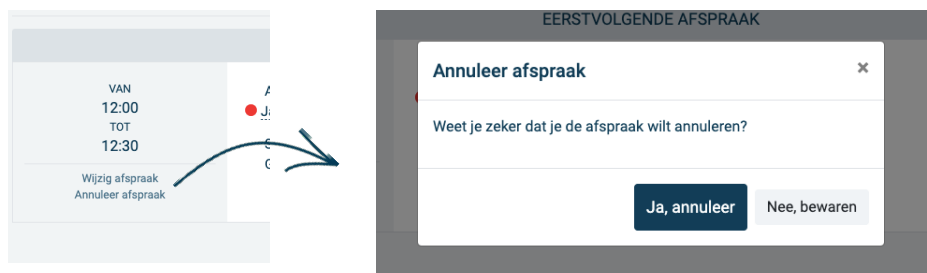 VAN
12:00
TOT
12:30
Wijzig afspraak
Annuleer afspraak
EERSTVOLGENDE AFSPRAAK
Annuleer afspraak ×
Weet je zeker dat je de afspraak wilt annuleren?
Ja, annuleer Nee, bewaren